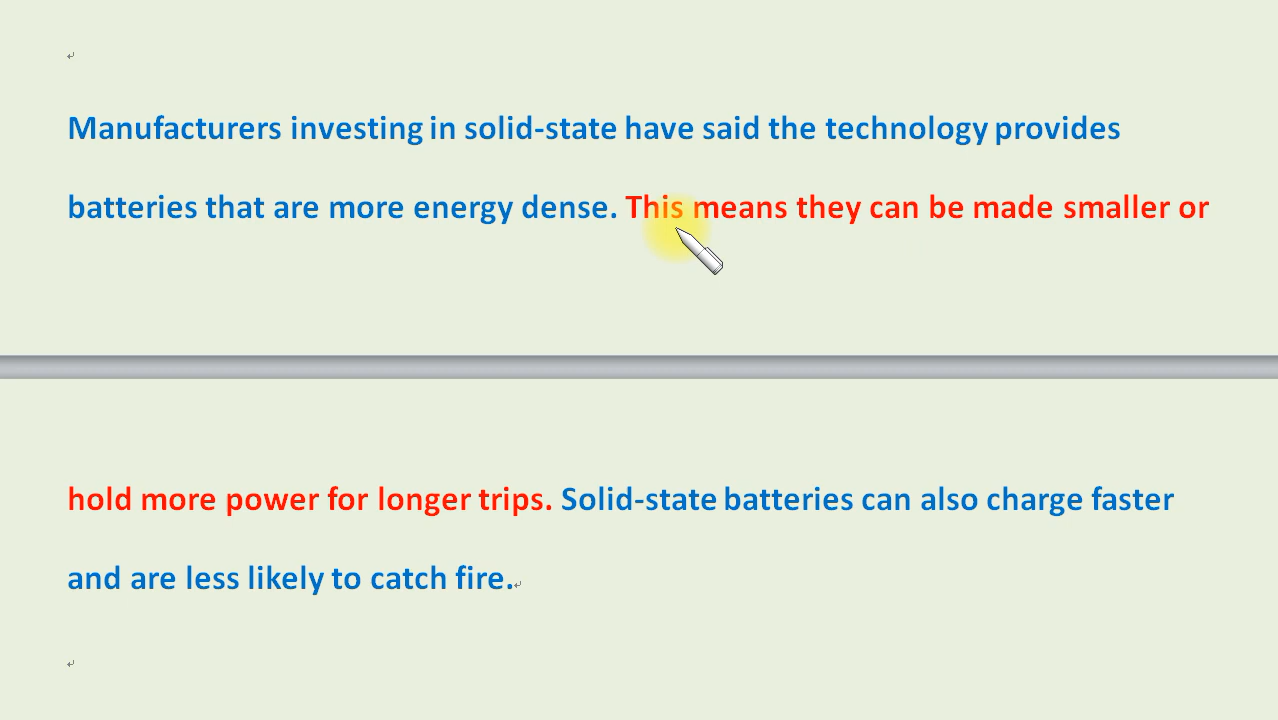 Manufacturers investing in solid-state have said the technology provides
batteries that are more energy dense. This means they can be made smaller or
hold more power for longer trips. Solid-state batteries can also charge faster
and are less likely to catch fire.